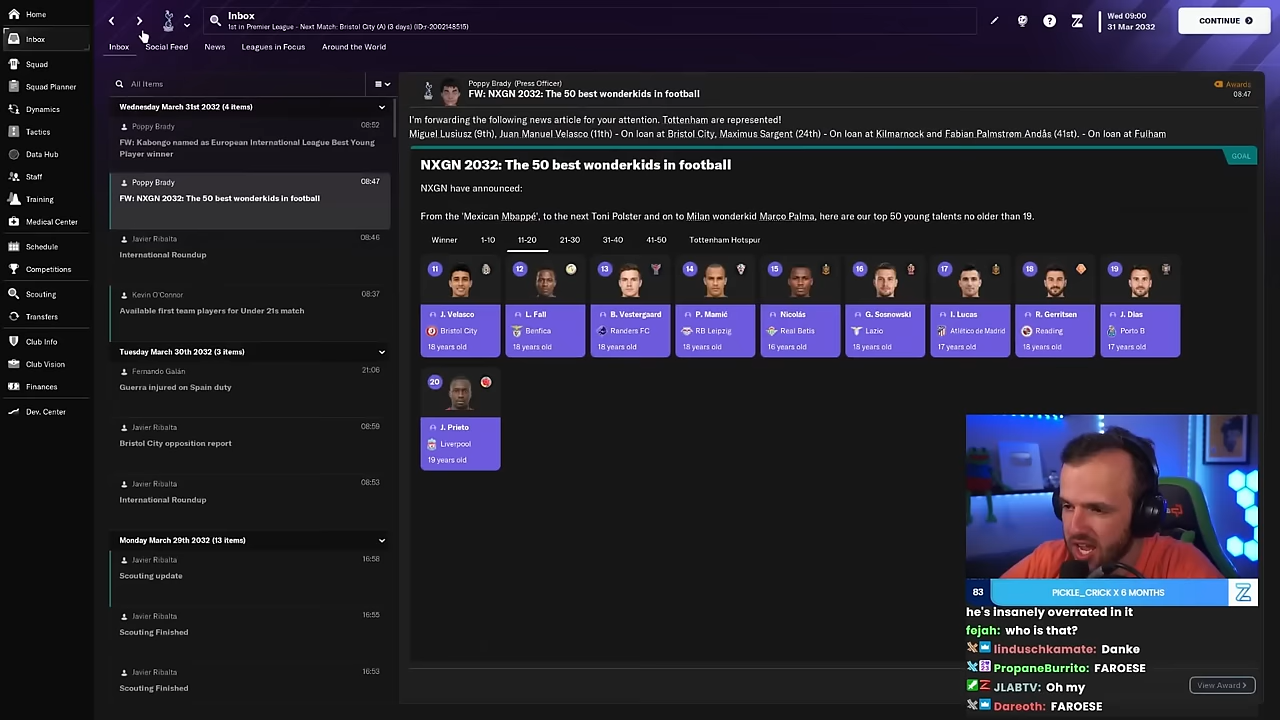 Home
Inbox
Squad
Squad Planner
Dynamics
Tactics
Data Hub
Staff
Training
Medical Center
Schedule
Competitions
Scouting
Transfers
Club Info
Club Vision
Finances
Dev. Center
Inbox
1st in Premier League - Next Match: Bristol City (A) (3 days) (ID:r-2002148515)
Wed 09:00
31 Mar 2032
CONTINUE
Inbox
Social Feed
News
Leagues in Focus
Around the World
All Items
Wednesday March 31st 2032 (4 items)
Poppy Brady
08:52
FW: Kabongo named as European International League Best Young
Player winner
Poppy Brady
08:47
FW: NXGN 2032: The 50 best wonderkids in football
Javier Ribalta
08:46
International Roundup
Kevin O'Connor
08:37
Available first team players for Under 21s match
Tuesday March 30th 2032 (3 items)
Fernando Galán
21:06
Guerra injured on Spain duty
Javier Ribalta
08:59
Bristol City opposition report
Javier Ribalta
08:53
International Roundup
Monday March 29th 2032 (13 items)
Javier Ribalta
16:58
Scouting update
Javier Ribalta
16:55
Scouting Finished
Javier Ribalta
16:53
Scouting Finished
Poppy Brady (Press Officer)
FW: NXGN 2032: The 50 best wonderkids in football
Awards
08:47
I'm forwarding the following news article for your attention. Tottenham are represented!
Miguel Lusiusz (9th), Juan Manuel Velasco (11th) - On loan at Bristol City, Maximus Sargent (24th) - On loan at Kilmarnock and Fabian Palmstrøm Andås (41st). - On loan at Fulham
GOAL
NXGN 2032: The 50 best wonderkids in football
NXGN have announced:
From the 'Mexican Mbappé', to the next Toni Polster and on to Milan wonderkid Marco Palma, here are our top 50 young talents no older than 19.
Winner
1-10
11-20
21-30
31-40
41-50
Tottenham Hotspur
11
J. Velasco
Bristol City
18 years old
12
L. Fall
Benfica
18 years old
13
B. Vestergaard
Randers FC
18 years old
14
P. Mamić
RB Leipzig
18 years old
15
Nicolás
Real Betis
16 years old
16
G. Sosnowski
Lazio
18 years old
17
I. Lucas
Atlético de Madrid
17 years old
18
R. Gerritsen
Reading
18 years old
19
J. Dias
Porto B
17 years old
20
J. Prieto
Liverpool
19 years old
83
PICKLE_CRICK X 6 MONTHS
he's insanely overrated in it
fejah: who is that?
linduschkamate: Danke
PropaneBurrito: FAROESE
JLABTV: Oh my
Dareoth: FAROESE
View Award